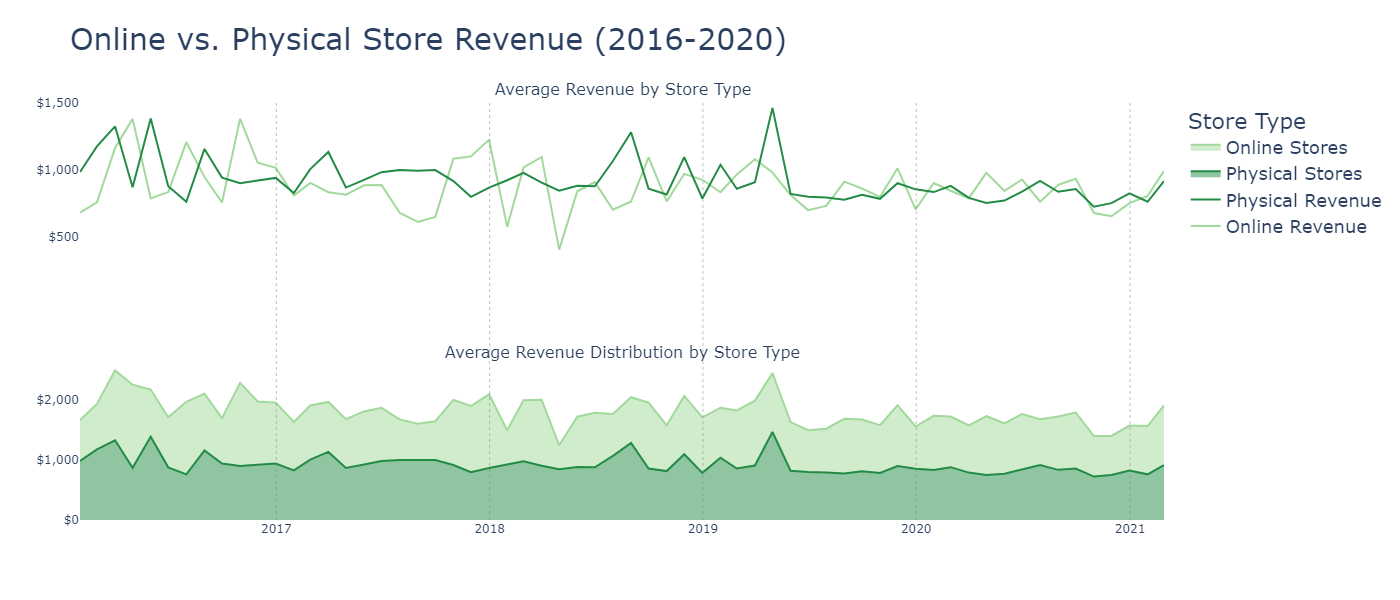 Online vs. Physical Store Revenue (2016-2020)
Average Revenue by Store Type
$1,500
$1,000
$500
Store Type
Online Stores
Physical Stores
Physical Revenue
Online Revenue
Average Revenue Distribution by Store Type
$2,000
$1,000
$0
2017
2018
2019
2020
2021